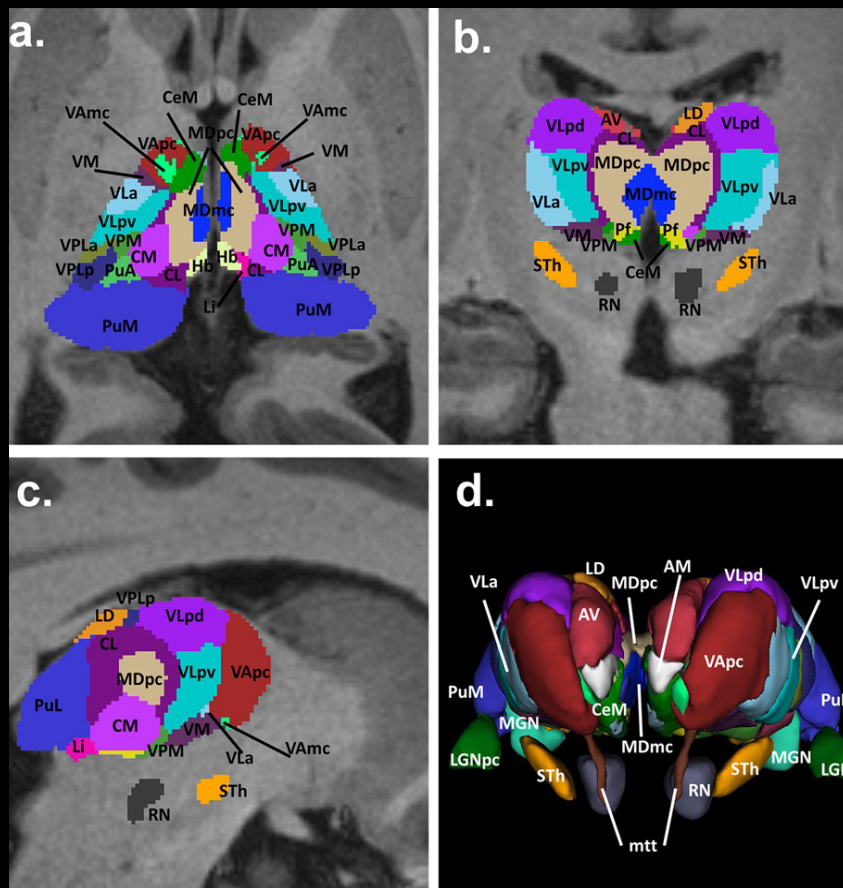 a.
CeM
CeM
VAmc
MDpc
VApc
VApc
VAmc
VM
VM
VLa
VLa
MDmc
VLpv
VLpv
VPM
VPM
VPLa
CM
CM
VPLa
VPLp
PuA
CL
Hb
Hb
CL
PuA
VPLp
Li
PuM
PuM
b.
AV
LD
VLpd
CL
CL
VLpd
MDpc
MDpc
VLpv
VLpv
VLa
MDmc
VLa
VM
Pf
Pf
VM
VPM
VPM
STh
CeM
STh
RN
RN
c.
VPLp
LD
VLpd
CL
VLpv
MDpc
VApc
PuL
CM
VM
Li
VPM
VLa
VAmc
STh
RN
d.
LD
AM
MDpc
VLpd
VLa
VLpv
AV
VApc
PuM
CeM
MGN
MDmc
MGN
LGNpc
STh
STh
RN
mtt